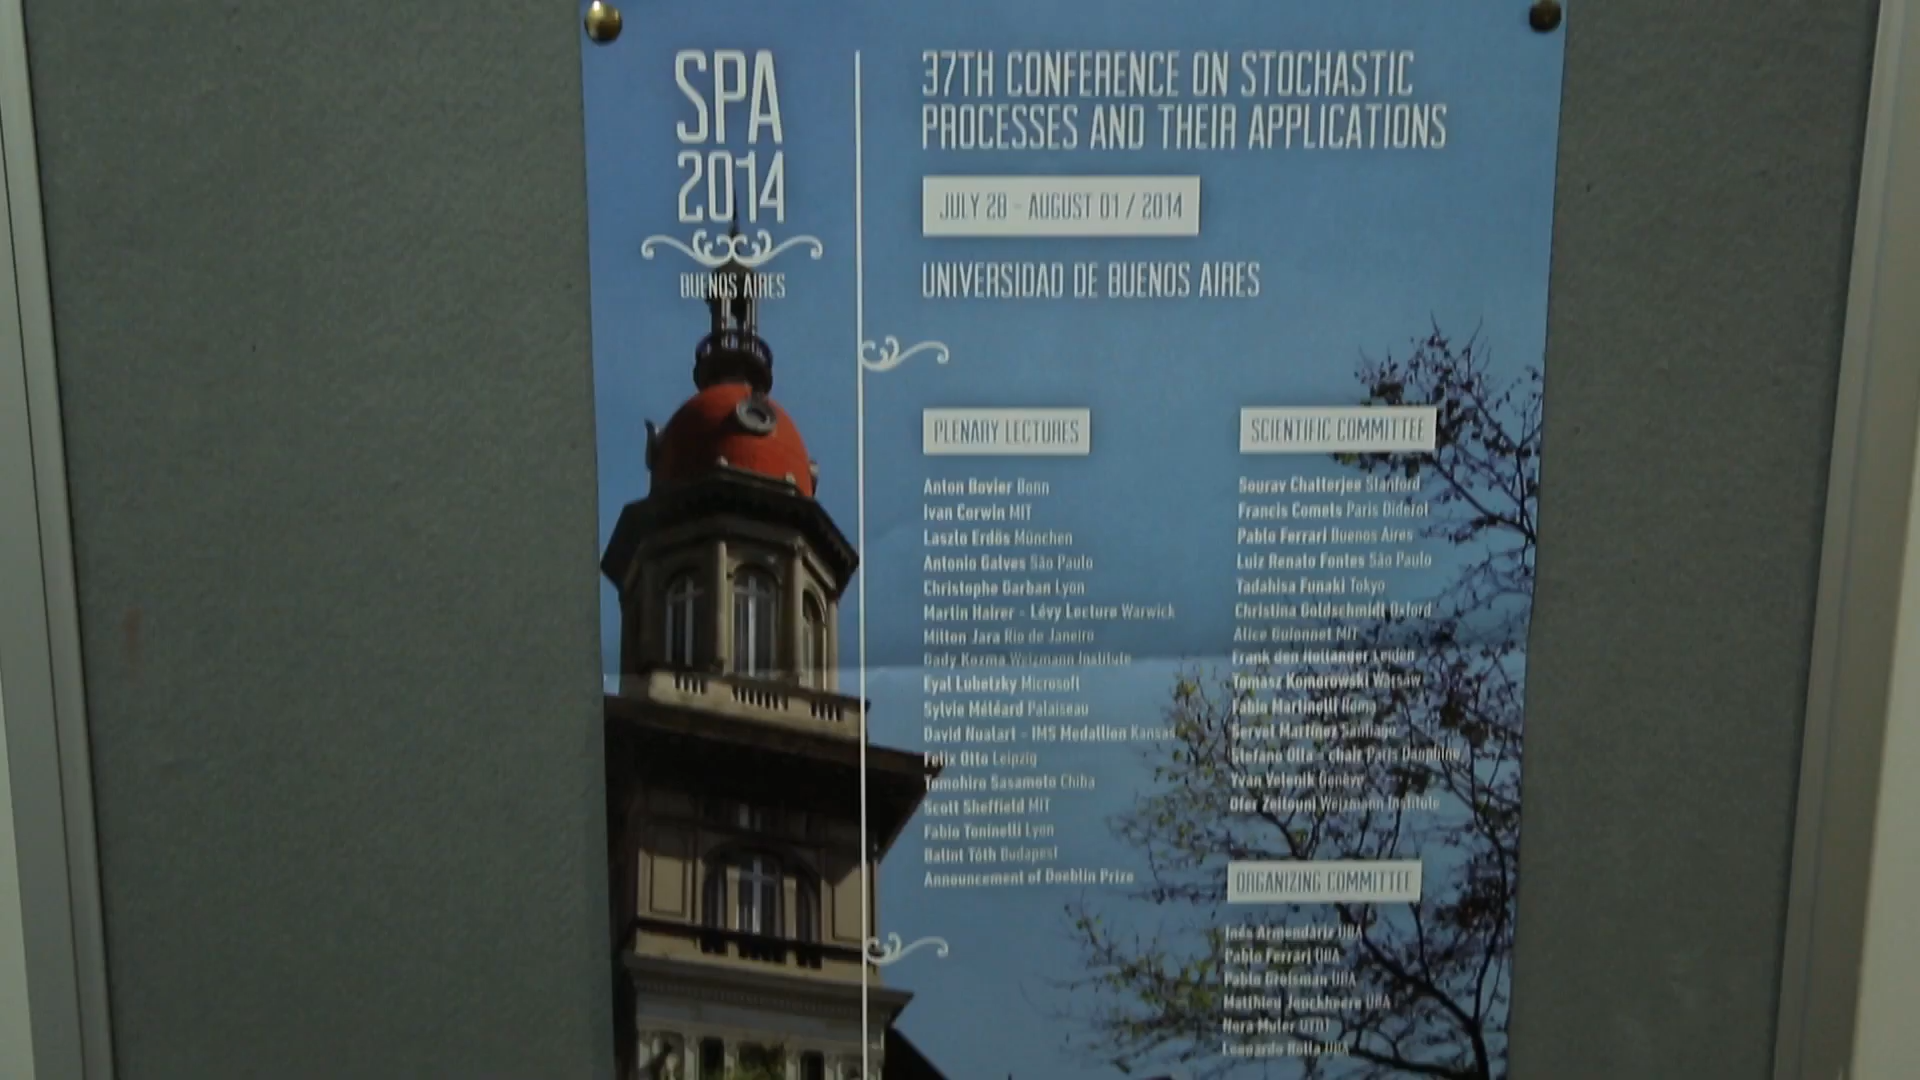 SPA
2014
BUENOS AIRES
37TH CONFERENCE ON STOCHASTIC
PROCESSES AND THEIR APPLICATIONS
JULY 28 - AUGUST 01 / 2014
UNIVERSIDAD DE BUENOS AIRES
PLENARY LECTURES
Anton Bovier Bonn
Ivan Corwin MIT
Laszlo Erdös München
Antonio Galves São Paulo
Christophe Garban Lyon
Martin Hairer - Lévy Lecture Warwick
Milton Jara Rio de Janeiro
Gady Kozma Weizmann Institute
Eyal Lubetzky Microsoft
Sylvie Méléard Palaiseau
David Nualart - IMS Medallion Kansas
Felix Otto Leipzig
Tomohiro Sasamoto Chiba
Scott Sheffield MIT
Fabio Toninelli Lyon
Balint Tóth Budapest
Announcement of Doeblin Prize
SCIENTIFIC COMMITTEE
Sourav Chatterjee Stanford
Francis Comets Paris Diderot
Pablo Ferrari Buenos Aires
Luiz Renato Fontes São Paulo
Tadahisa Funaki Tokyo
Christina Goldschmidt Oxford
Alice Guionnet MIT
Frank den Hollander Leiden
Tomasz Komorowski Warsaw
Fabio Martinelli Roma
Servet Martínez Santiago
Stefano Olla - chair Paris Dauphine
Yvan Velenik Genève
Ofer Zeitouni Weizmann Institute
ORGANIZING COMMITTEE
Inés Armendáriz UBA
Pablo Ferrari UBA
Pablo Groisman UBA
Matthieu Jonckheere UBA
Nora Muler UTDT
Leonardo Rolla UBA